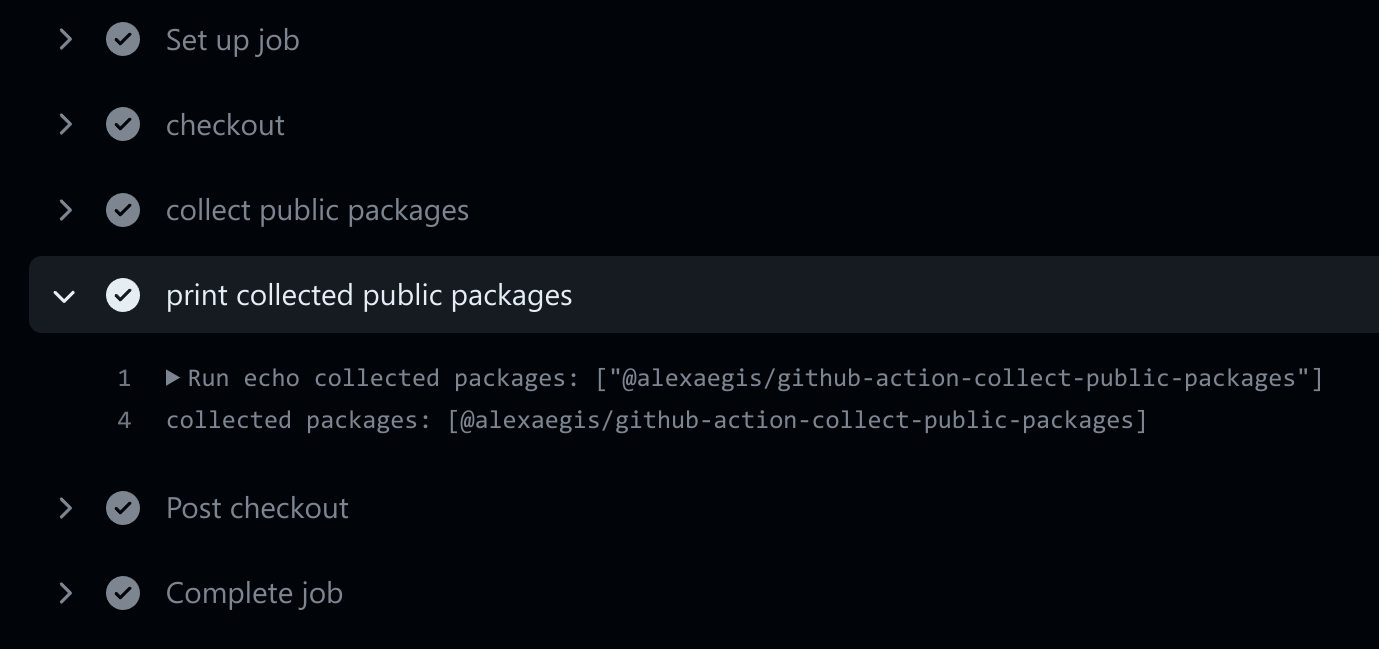 Set up job
checkout
collect public packages
print collected public packages
1 Run echo collected packages: ["@alexaegis/github-action-collect-public-packages"]
4 collected packages: [@alexaegis/github-action-collect-public-packages]
Post checkout
Complete job